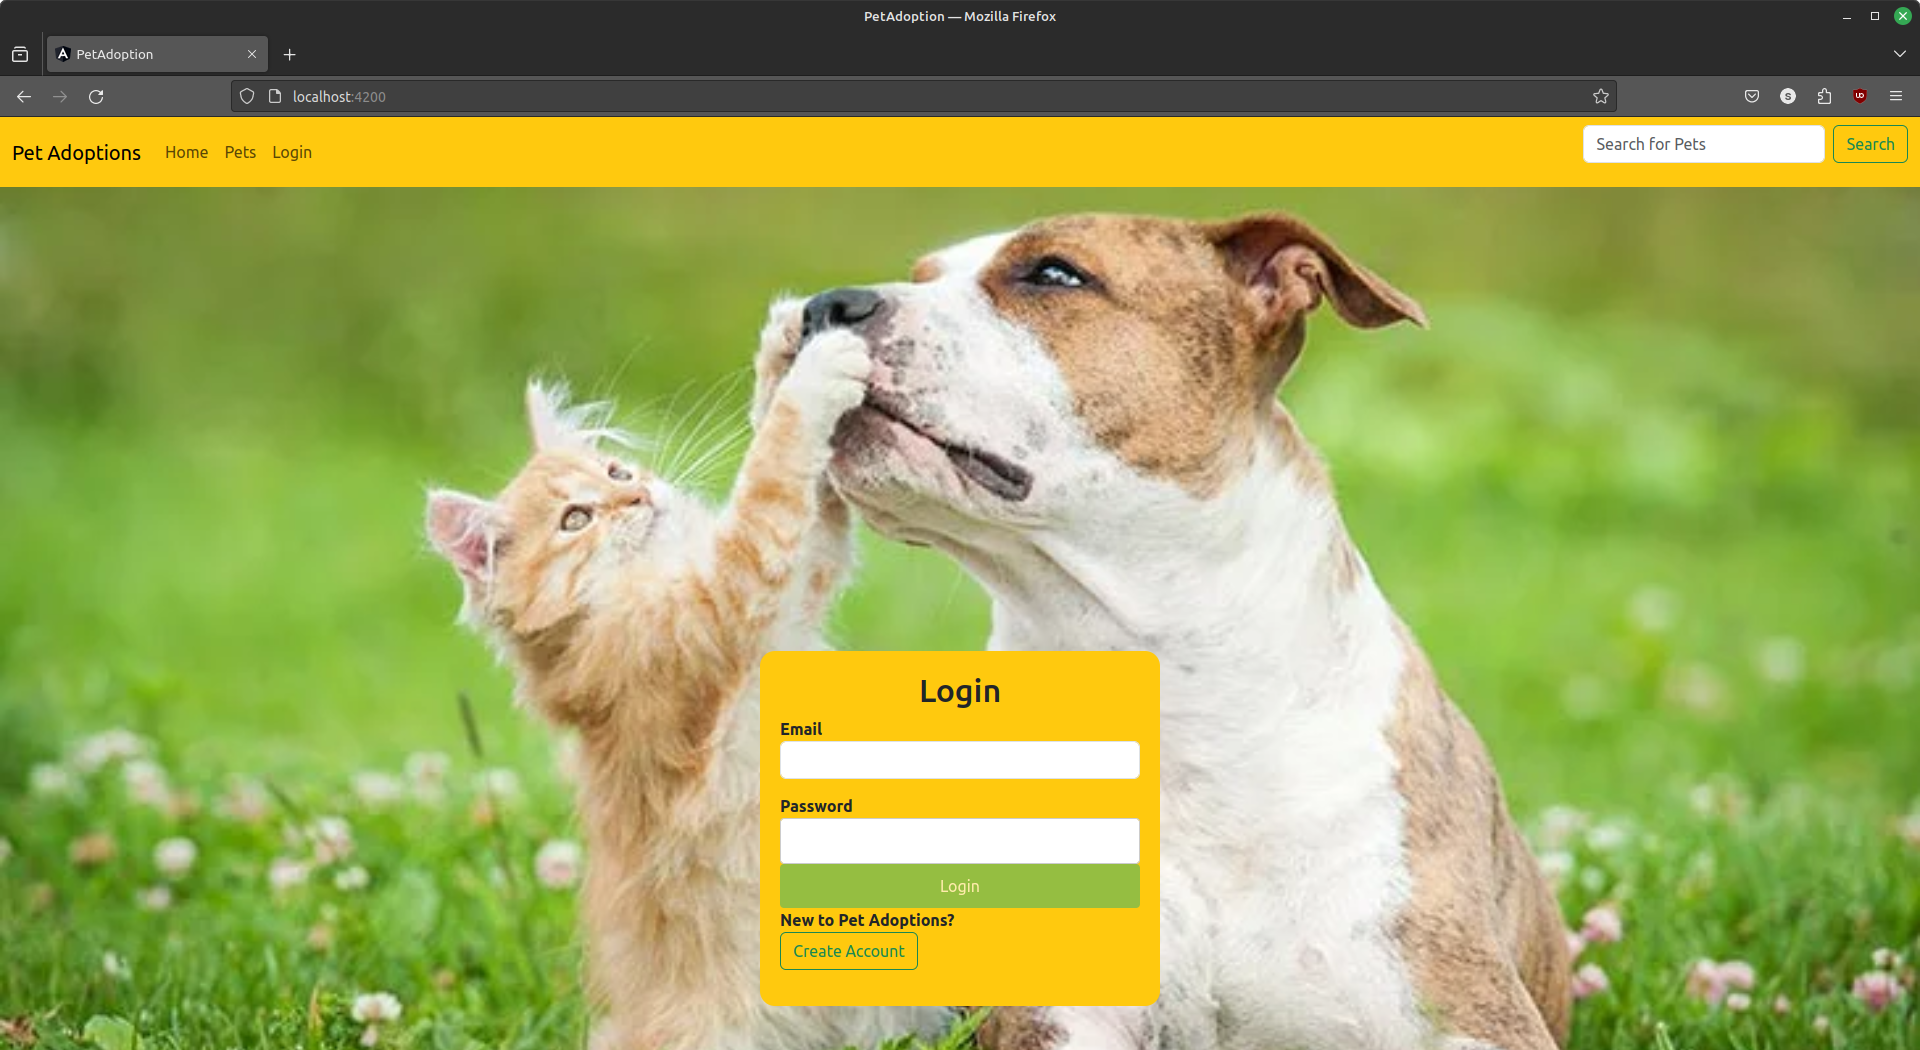 PetAdoption — Mozilla Firefox
PetAdoption
localhost:4200
S
UO
Pet Adoptions Home Pets Login Search for Pets Search
Login
Email
Password
Login
New to Pet Adoptions?
Create Account